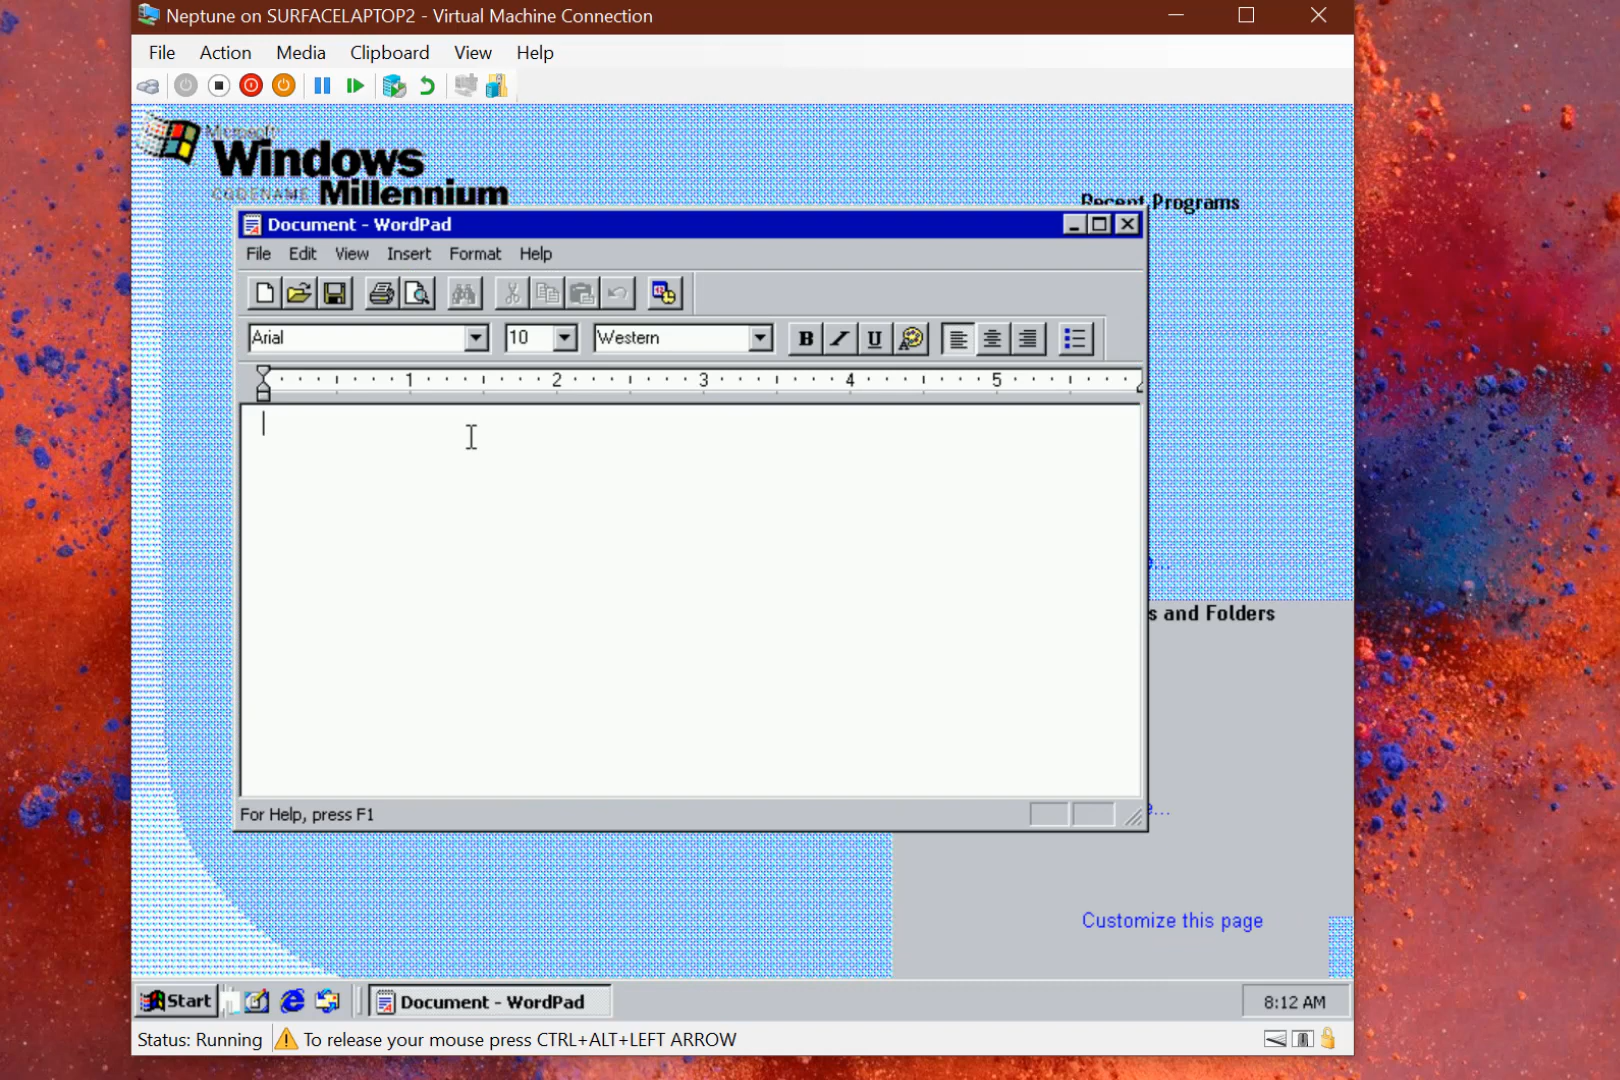 Neptune on SURFACELAPTOP2 - Virtual Machine Connection
File Action Media Clipboard View Help
Microsoft
Windows
CODENAME Millennium
Recent Programs
Document - WordPad
File Edit View Insert Format Help
Arial 10 Western B I U
1 2 3 4 5
e...
s and Folders
For Help, press F1
e...
Customize this page
Start Document - WordPad 8:12 AM
Status: Running To release your mouse press CTRL+ALT+LEFT ARROW